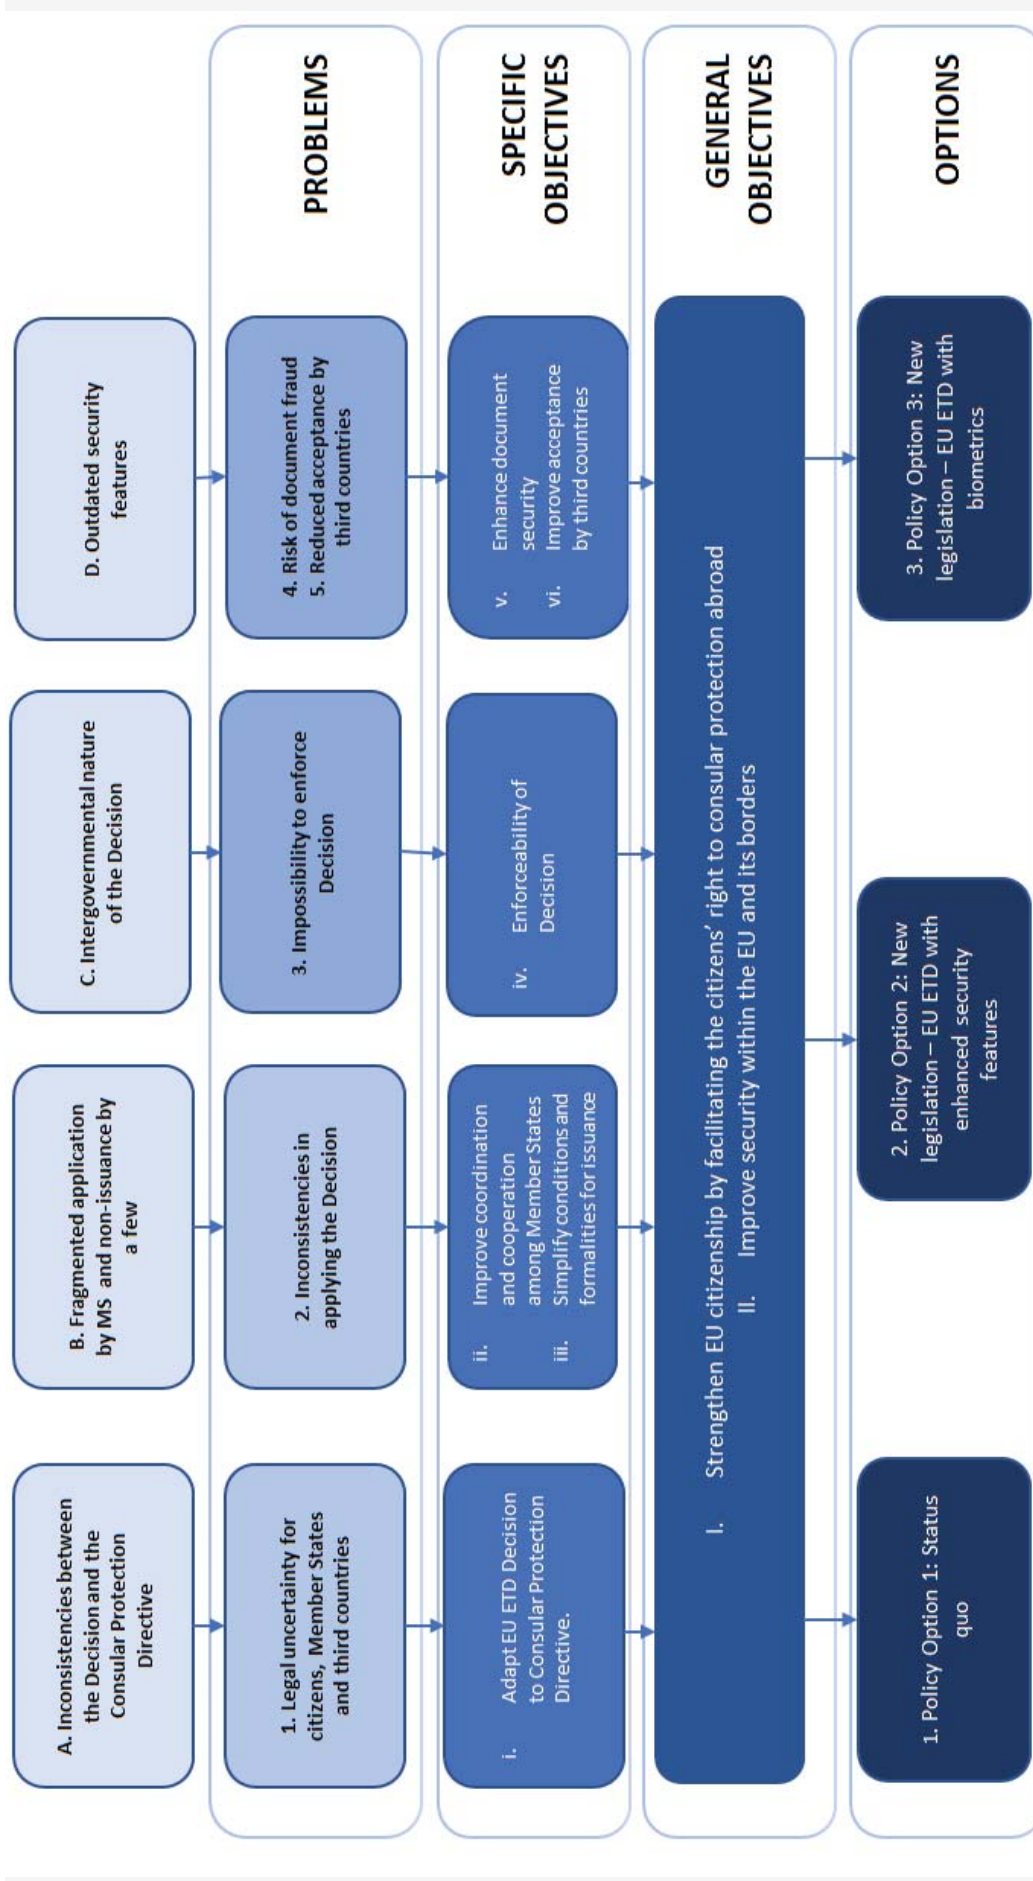 A. Inconsistencies between
the Decision and the
Consular Protection
Directive
B. Fragmented application
by MS and non-issuance by
a few
C. Intergovernmental nature
of the Decision
D. Outdated security
features
1. Legal uncertainty for
citizens, Member States
and third countries
2. Inconsistencies in
applying the Decision
3. Impossibility to enforce
Decision
4. Risk of document fraud
5. Reduced acceptance by
third countries
PROBLEMS
i. Adapt EU ETD Decision
to Consular Protection
Directive.
ii. Improve coordination
and cooperation
among Member States
iii. Simplify conditions and
formalities for issuance
iv. Enforceability of
Decision
v. Enhance document
security
vi. Improve acceptance
by third countries
SPECIFIC
OBJECTIVES
I. Strengthen EU citizenship by facilitating the citizens’ right to consular protection abroad
II. Improve security within the EU and its borders
GENERAL
OBJECTIVES
1. Policy Option 1: Status
quo
2. Policy Option 2: New
legislation – EU ETD with
enhanced security
features
3. Policy Option 3: New
legislation – EU ETD with
biometrics
OPTIONS